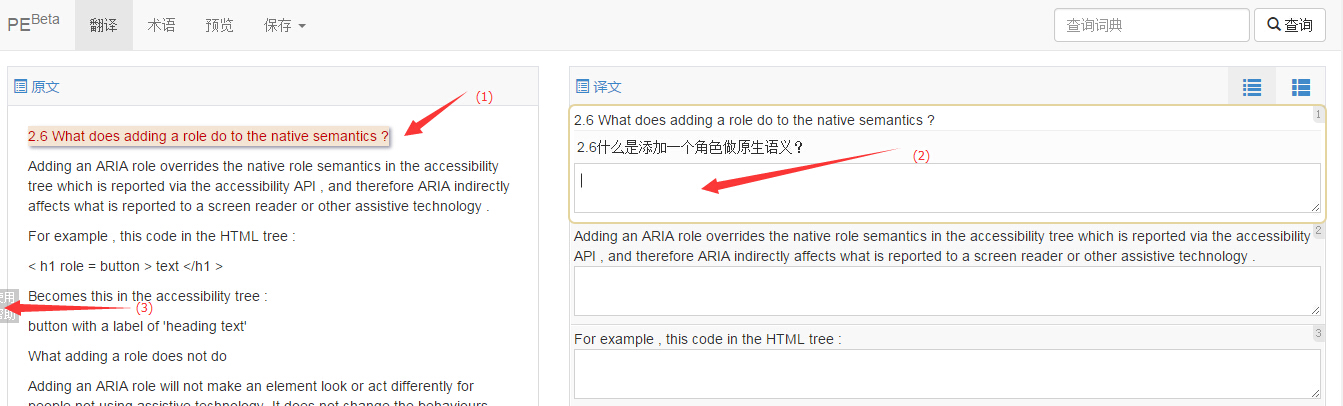 PE Beta 翻译 术语 预览 保存 查询词典 查询
原文
(1)
2.6 What does adding a role do to the native semantics ?
Adding an ARIA role overrides the native role semantics in the accessibility
tree which is reported via the accessibility API , and therefore ARIA indirectly
affects what is reported to a screen reader or other assistive technology .
For example , this code in the HTML tree :
< h1 role = button > text </h1 >
Becomes this in the accessibility tree :
(3)
button with a label of 'heading text'
What adding a role does not do
Adding an ARIA role will not make an element look or act differently for
people not using assistive technology. It does not change the behaviours
译文
1
2.6 What does adding a role do to the native semantics ?
2.6什么是添加一个角色做原生语义?
(2)
2
Adding an ARIA role overrides the native role semantics in the accessibility tree which is reported via the accessibility
API , and therefore ARIA indirectly affects what is reported to a screen reader or other assistive technology .
3
For example , this code in the HTML tree :